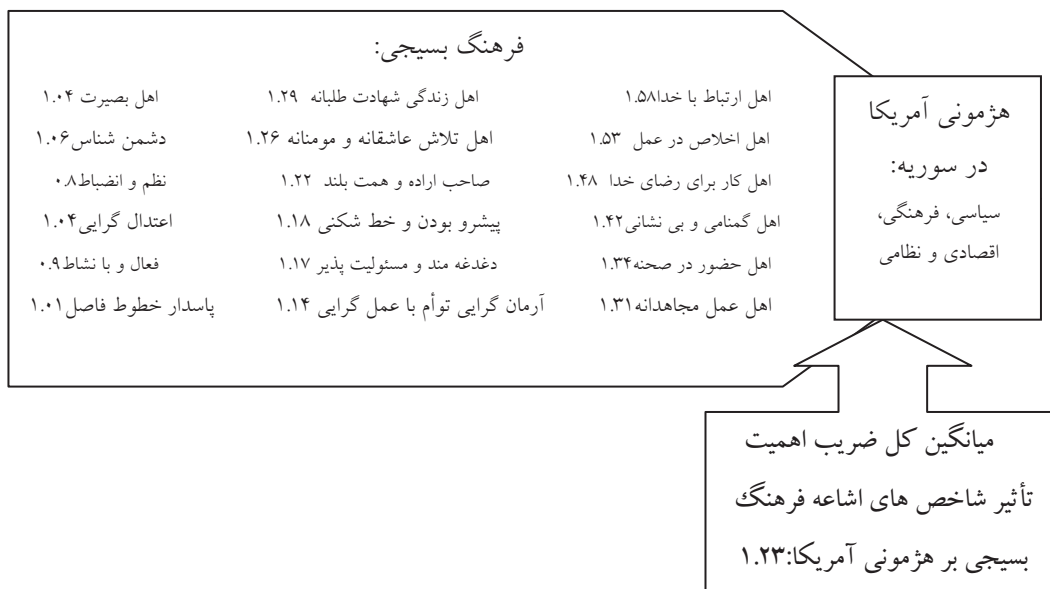 فرهنگ بسیجی:
اهل ارتباط با خدا۱.۵۸ اهل زندگی شهادت طلبانه ۱.۲۹ اهل بصیرت ۱.۰۴
اهل اخلاص در عمل ۱.۵۳ اهل تلاش عاشقانه و مومنانه ۱.۲۶ دشمن شناس۱.۰۶
اهل کار برای رضای خدا ۱.۴۸ صاحب اراده و همت بلند ۱.۲۲ نظم و انضباط۰.۸
اهل گمنامی و بی نشانی۱.۴۲ پیشرو بودن و خط شکنی ۱.۱۸ اعتدال گرایی۱.۰۴
اهل حضور در صحنه۱.۳۴ دغدغه مند و مسئولیت پذیر ۱.۱۷ فعال و با نشاط۰.۹
اهل عمل مجاهدانه۱.۳۱ آرمان گرایی توأم با عمل گرایی ۱.۱۴ پاسدار خطوط فاصل۱.۰۱
هژمونی آمریکا
در سوریه:
سیاسی، فرهنگی،
اقتصادی و نظامی
میانگین کل ضریب اهمیت
تأثیر شاخص های اشاعه فرهنگ
بسیجی بر هژمونی آمریکا:۱.۲۳